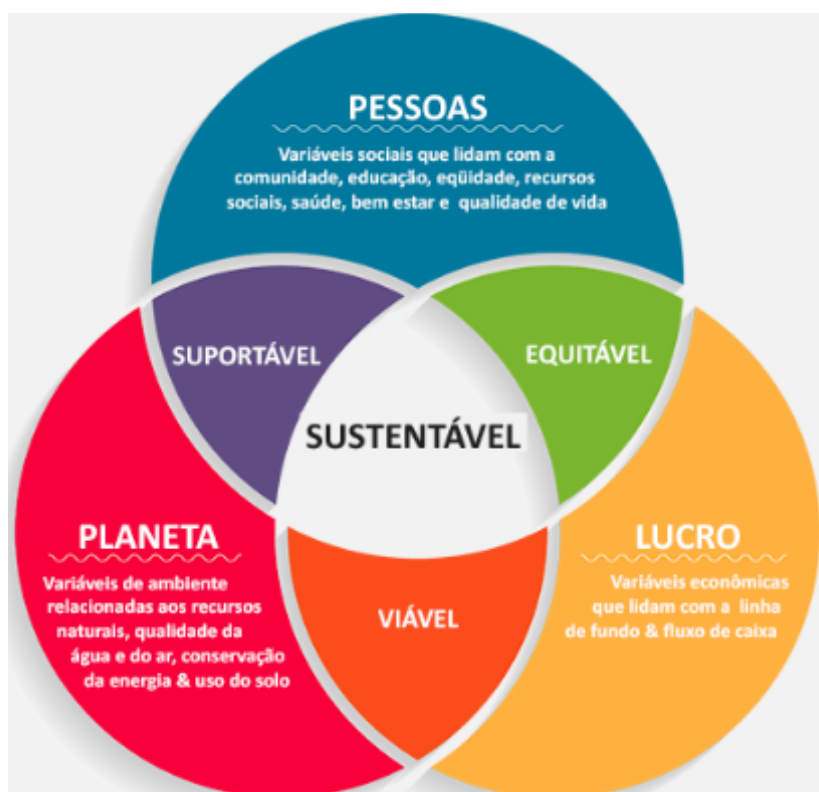 PESSOAS
Variáveis sociais que lidam com a
comunidade, educação, eqüidade, recursos
sociais, saúde, bem estar e qualidade de vida
SUPORTÁVEL
EQUITÁVEL
SUSTENTÁVEL
PLANETA
Variáveis de ambiente
relacionadas aos recursos
naturais, qualidade da
água e do ar, conservação
da energia & uso do solo
LUCRO
Variáveis econômicas
que lidam com a linha
de fundo & fluxo de caixa
VIÁVEL